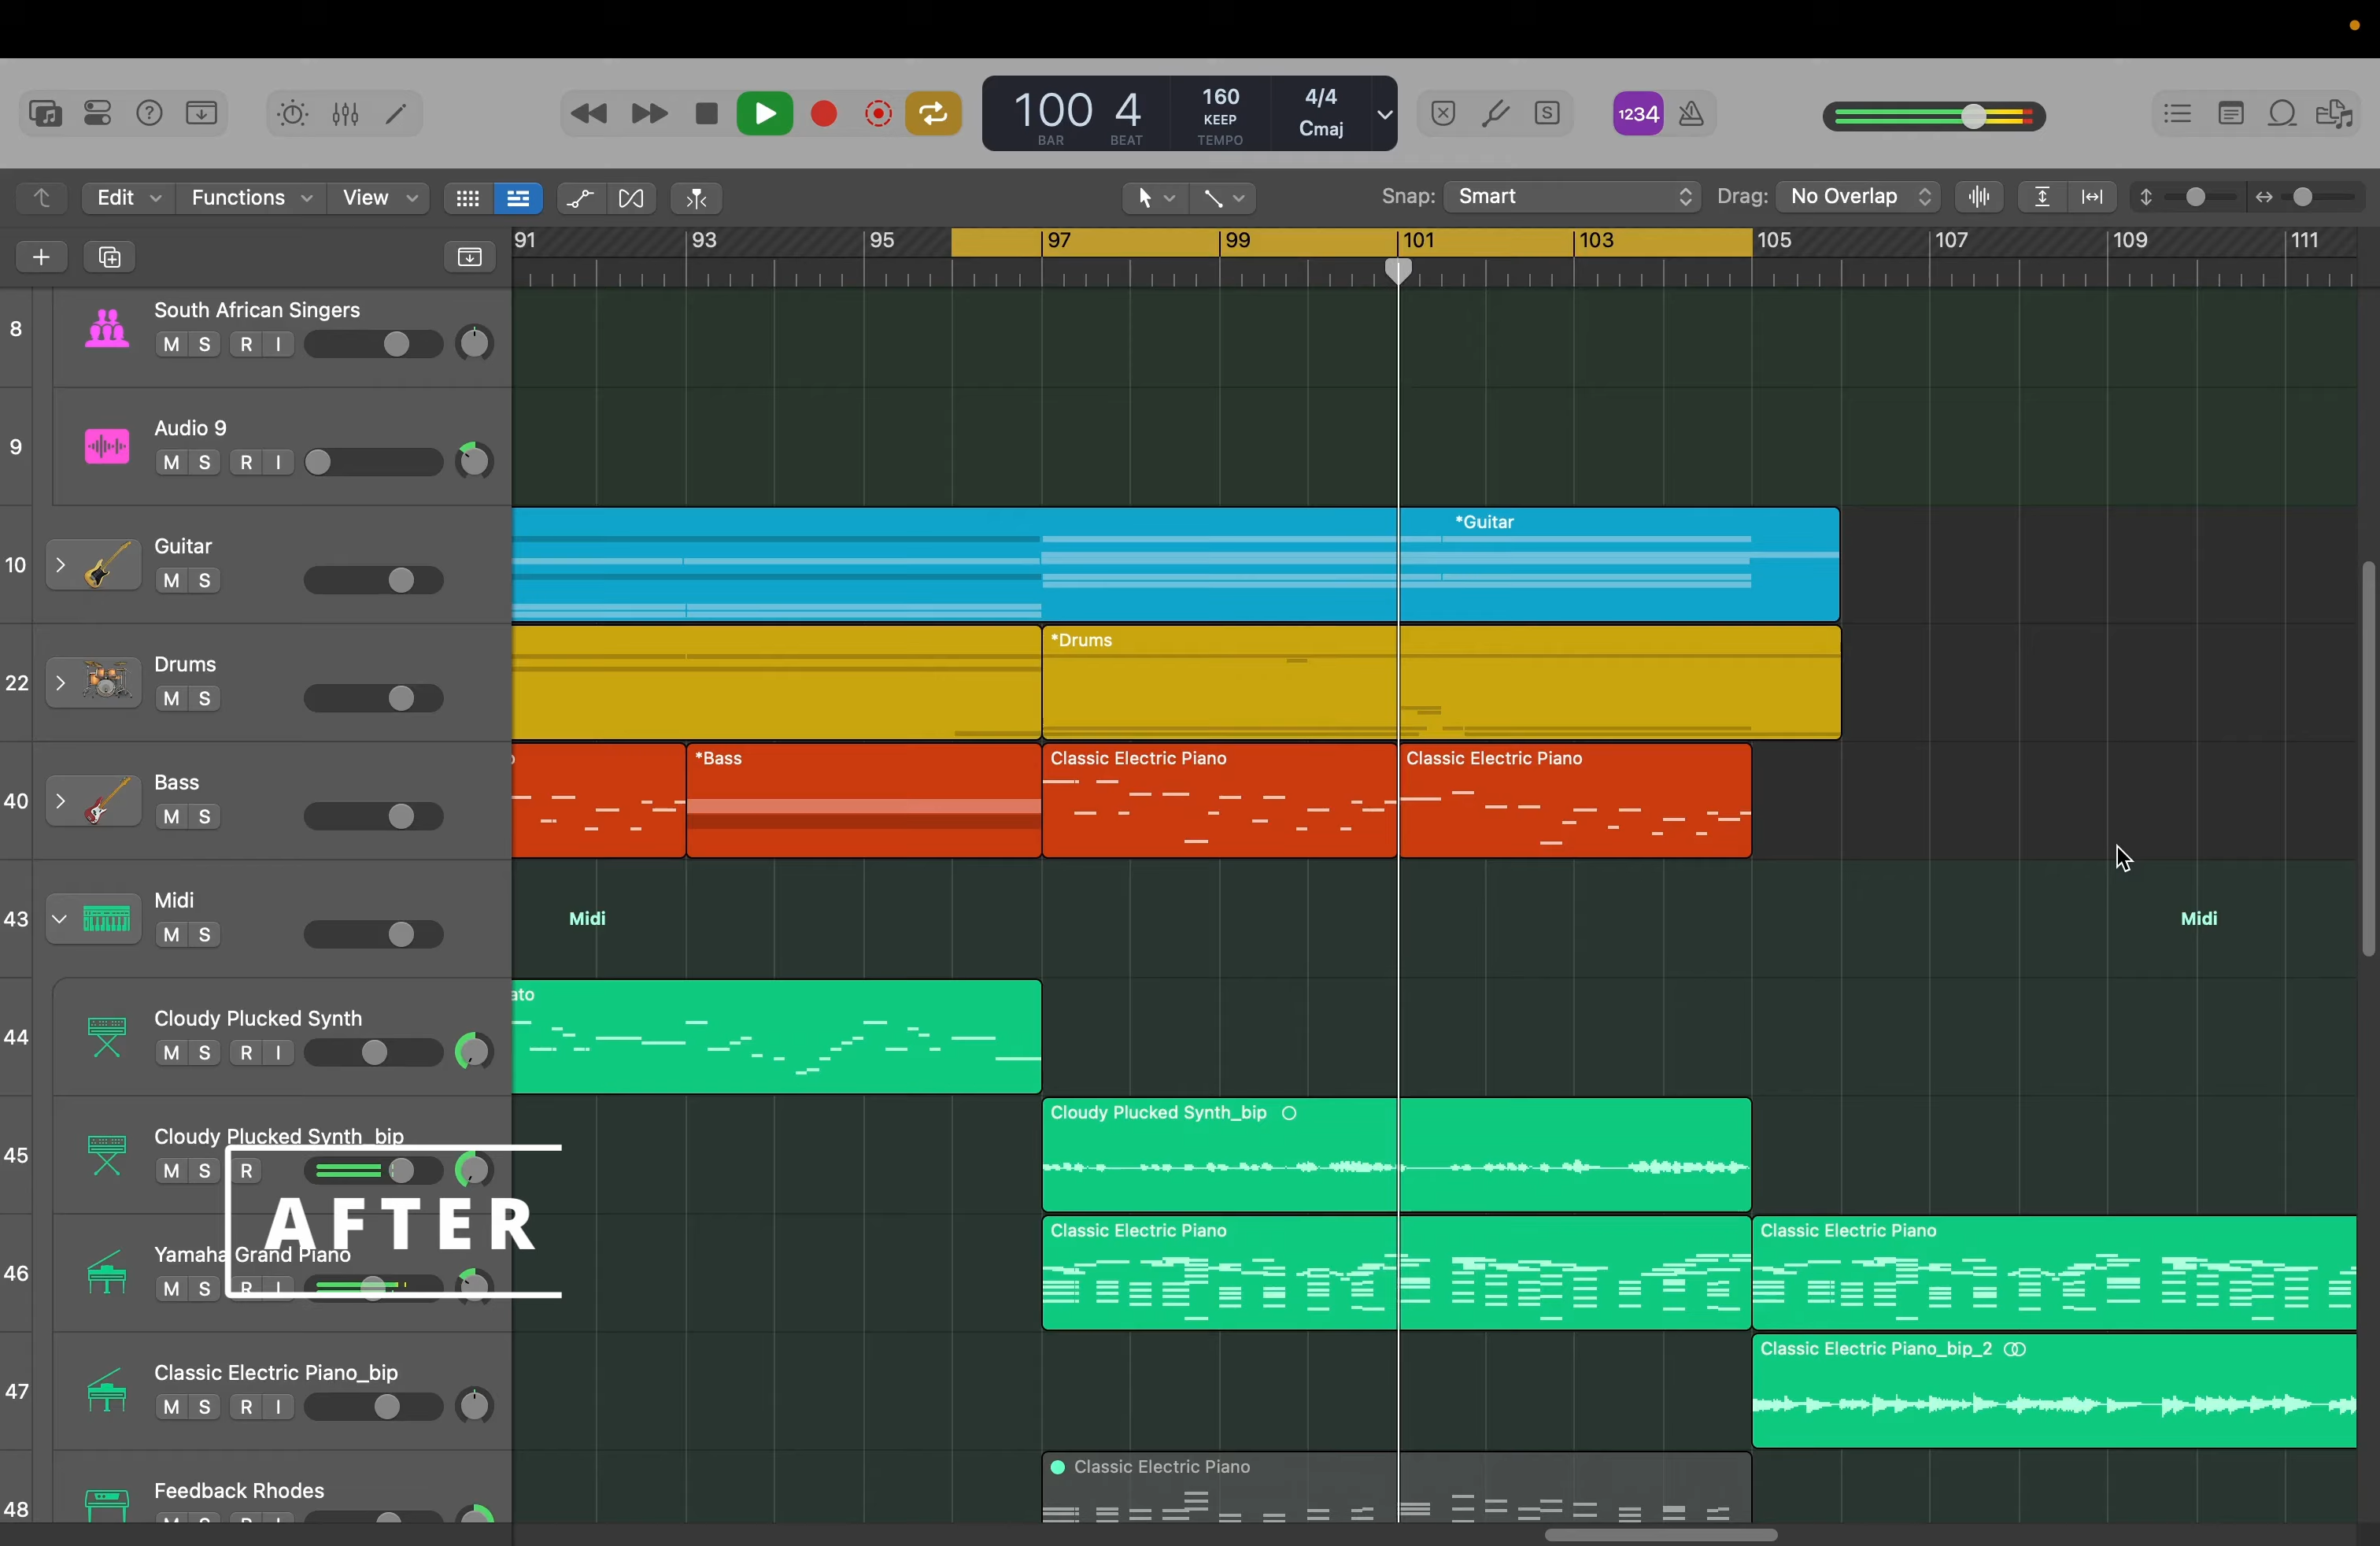 100 4 160 4/4
KEEP Cmaj
BAR BEAT TEMPO
1234
S
Edit Functions View
Snap: Smart Drag: No Overlap
91 93 95 97 99 101 103 105 107 109 111
8 South African Singers
M S R I
9 Audio 9
M S R I
10 Guitar
M S
*Guitar
22 Drums
M S
*Drums
40 Bass
M S
*Bass
Classic Electric Piano
Classic Electric Piano
43 Midi
M S
Midi
Midi
44 Cloudy Plucked Synth
M S R I
ato
45 Cloudy Plucked Synth_bip
M S R
Cloudy Plucked Synth_bip
AFTER
46 Yamaha Grand Piano
M S R I
Classic Electric Piano
Classic Electric Piano
47 Classic Electric Piano_bip
M S R I
Classic Electric Piano_bip_2
48 Feedback Rhodes
Classic Electric Piano